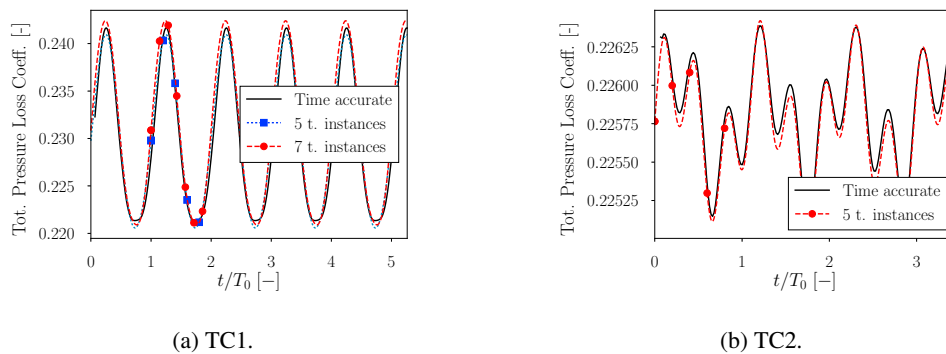 Tot. Pressure Loss Coeff. [-]
0.240
0.235
0.230
0.225
0.220
Time accurate
5 t. instances
7 t. instances
0 1 2 3 4 5
t/T0 [−]
(a) TC1.
Tot. Pressure Loss Coeff. [-]
0.22625
0.22600
0.22575
0.22550
0.22525
Time accurate
5 t. instances
0 1 2 3
t/T0 [−]
(b) TC2.